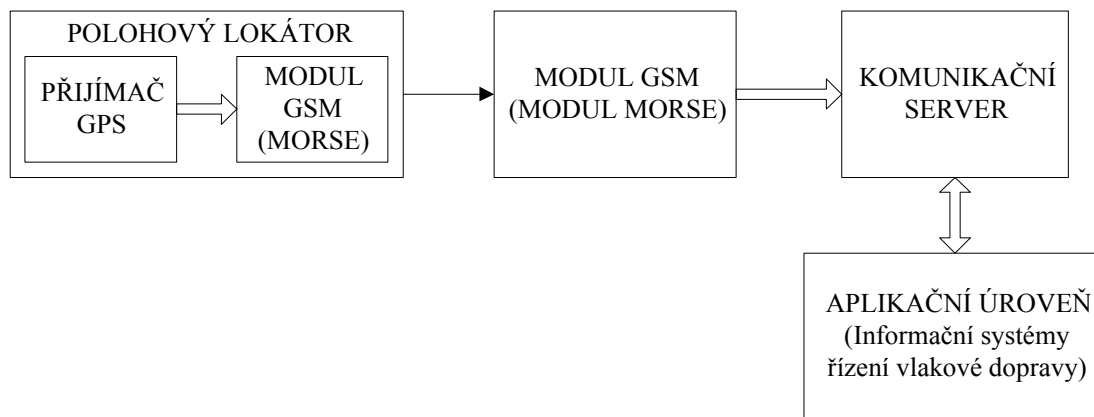 POLOHOVÝ LOKÁTOR
PŘIJÍMAČ
GPS
MODUL
GSM
(MORSE)
MODUL GSM
(MODUL MORSE)
KOMUNIKAČNÍ
SERVER
APLIKAČNÍ ÚROVEŇ
(Informační systémy
řízení vlakové dopravy)